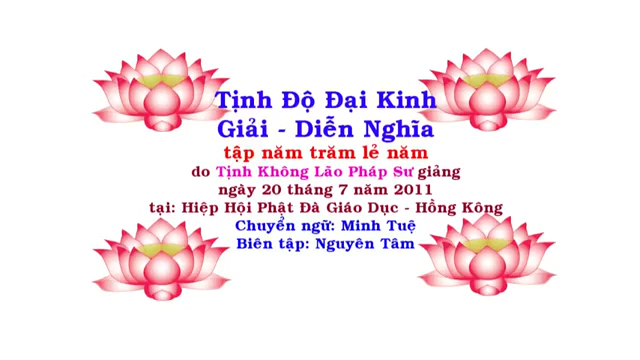 Tịnh Độ Đại Kinh
Giải - Diễn Nghĩa
tập năm trăm lẻ năm
do Tịnh Không Lão Pháp Sư giảng
ngày 20 tháng 7 năm 2011
tại: Hiệp Hội Phật Đà Giáo Dục - Hồng Kông
Chuyển ngữ: Minh Tuệ
Biên tập: Nguyên Tâm